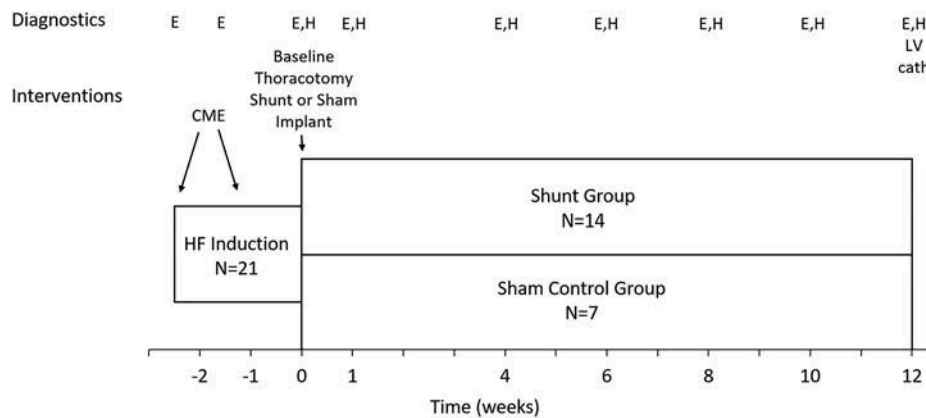 Diagnostics E E E,H E,H E,H E,H E,H E,H E,H
LV
cath
Baseline
Thoracotomy
Shunt or Sham
Implant
Interventions
CME
Shunt Group
N=14
HF Induction
N=21
Sham Control Group
N=7
-2 -1 0 1 4 6 8 10 12
Time (weeks)